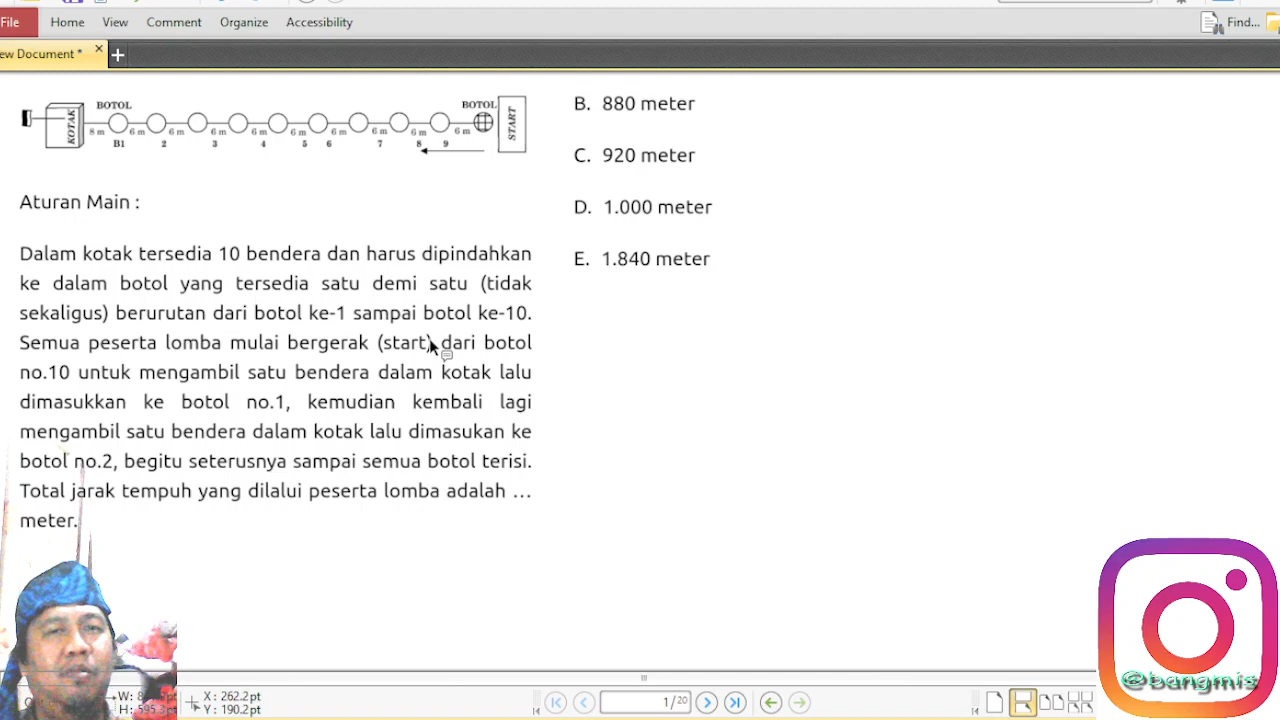 File Home View Comment Organize Accessibility Find...
ew Document *
BOTOL BOTOL
KOTAK START
8 m 6 m 6 m 6 m 6 m 6 m 6 m 6 m 6 m 6 m
B1 2 3 4 5 6 7 8 9
Aturan Main :
Dalam kotak tersedia 10 bendera dan harus dipindahkan
ke dalam botol yang tersedia satu demi satu (tidak
sekaligus) berurutan dari botol ke-1 sampai botol ke-10.
Semua peserta lomba mulai bergerak (start) dari botol
no.10 untuk mengambil satu bendera dalam kotak lalu
dimasukkan ke botol no.1, kemudian kembali lagi
mengambil satu bendera dalam kotak lalu dimasukan ke
botol no.2, begitu seterusnya sampai semua botol terisi.
Total jarak tempuh yang dilalui peserta lomba adalah ...
meter.
B. 880 meter
C. 920 meter
D. 1.000 meter
E. 1.840 meter
@bangmis
W: X: 262.2pt 1/20
H: Y: 190.2pt